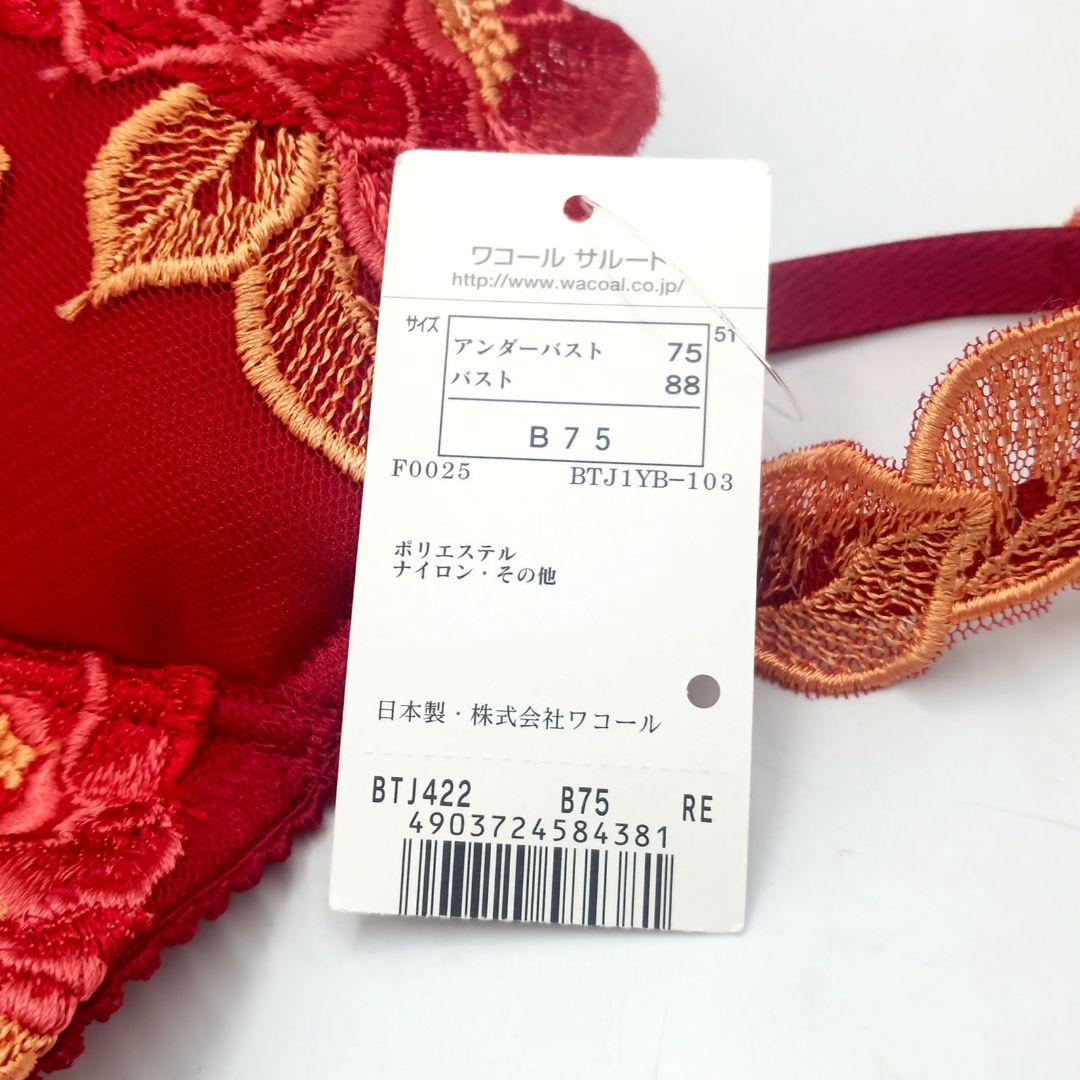 ワコール サルート
http://www.wacoal.co.jp/
サイズ
51
アンダーバスト 75
バスト 88
B75
F0025 BTJ1YB-103
ポリエステル
ナイロン・その他
日本製・株式会社ワコール
BTJ422 B75 RE
4903724584381